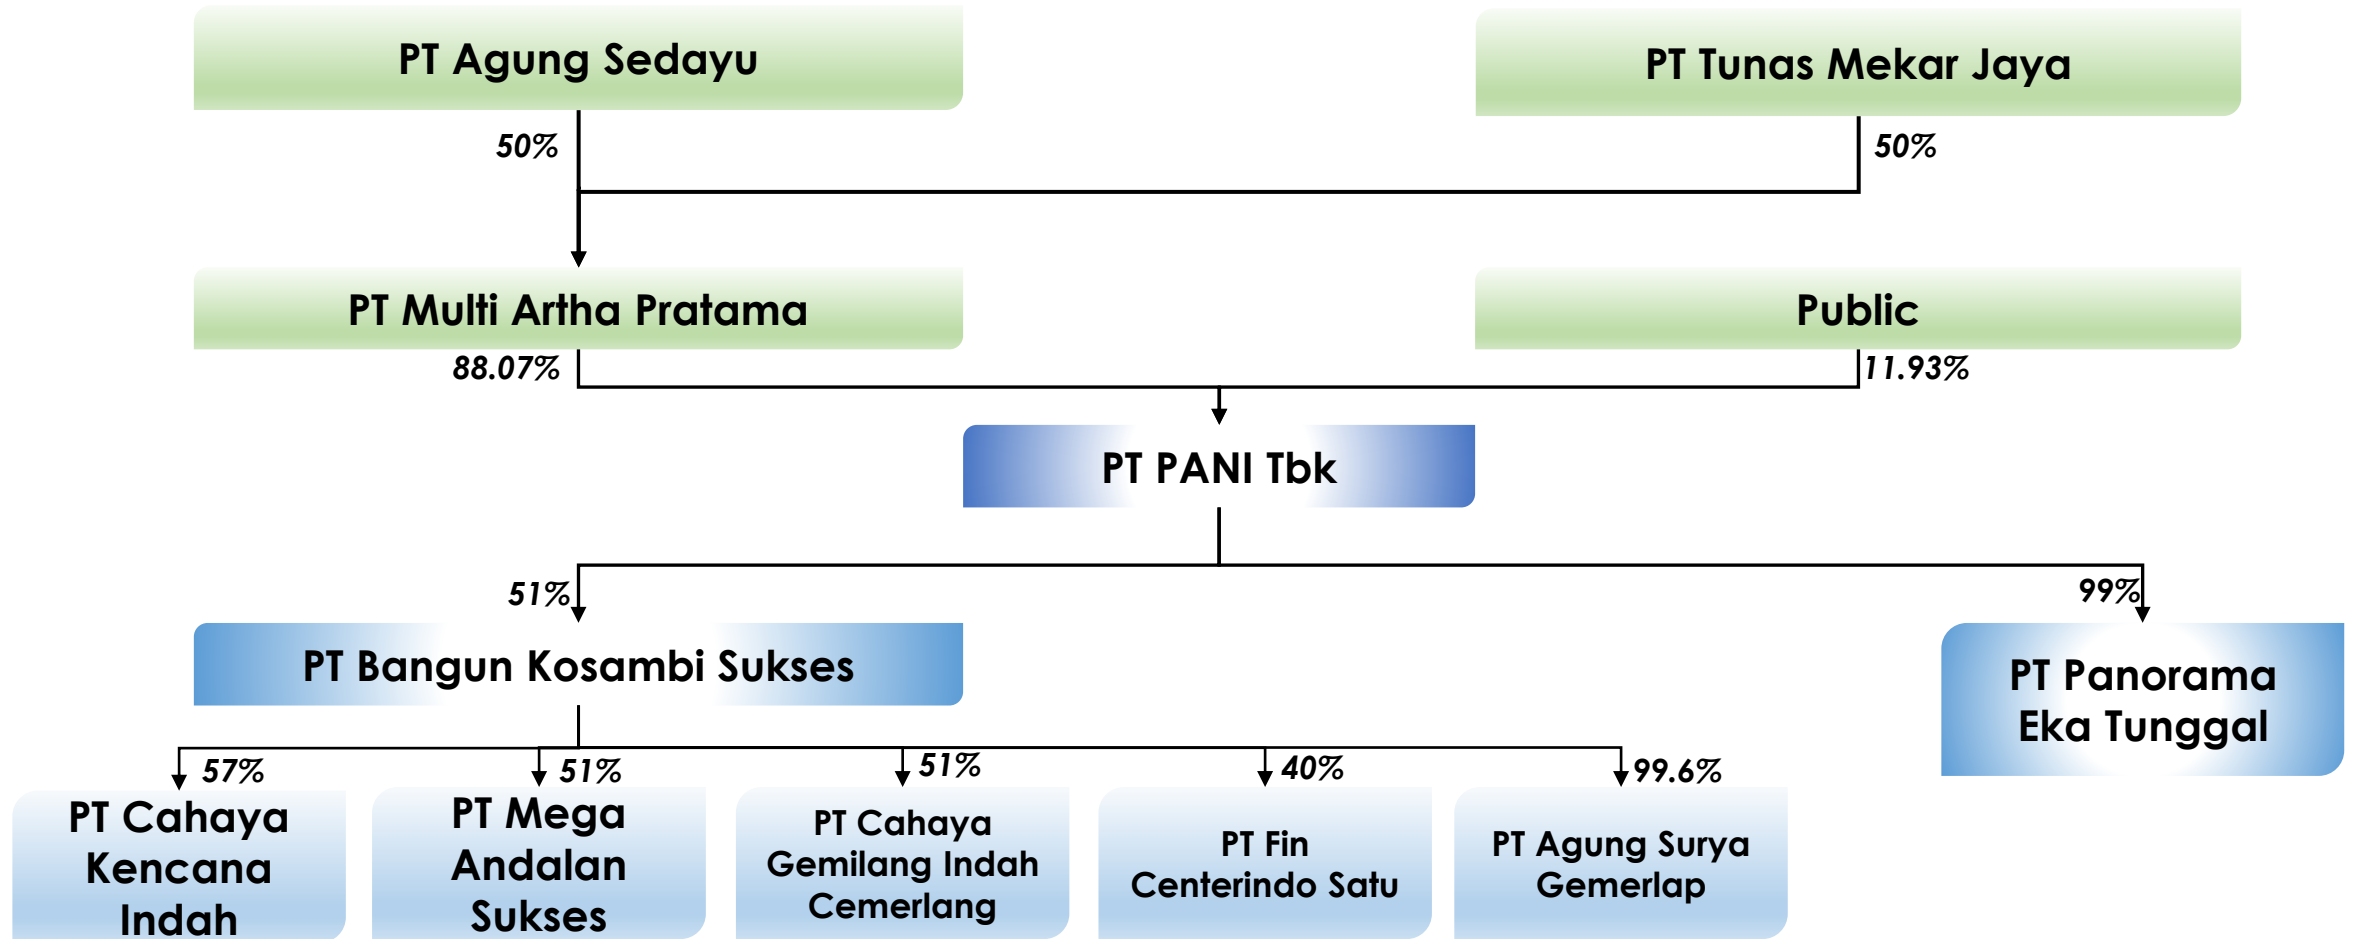 PT Agung Sedayu
PT Tunas Mekar Jaya
50%
50%
PT Multi Artha Pratama
Public
88.07%
11.93%
PT PANI Tbk
51%
99%
PT Bangun Kosambi Sukses
PT Panorama
Eka Tunggal
57%
51%
51%
40%
99.6%
PT Cahaya
Kencana
Indah
PT Mega
Andalan
Sukses
PT Cahaya
Gemilang Indah
Cemerlang
PT Fin
Centerindo Satu
PT Agung Surya
Gemerlap